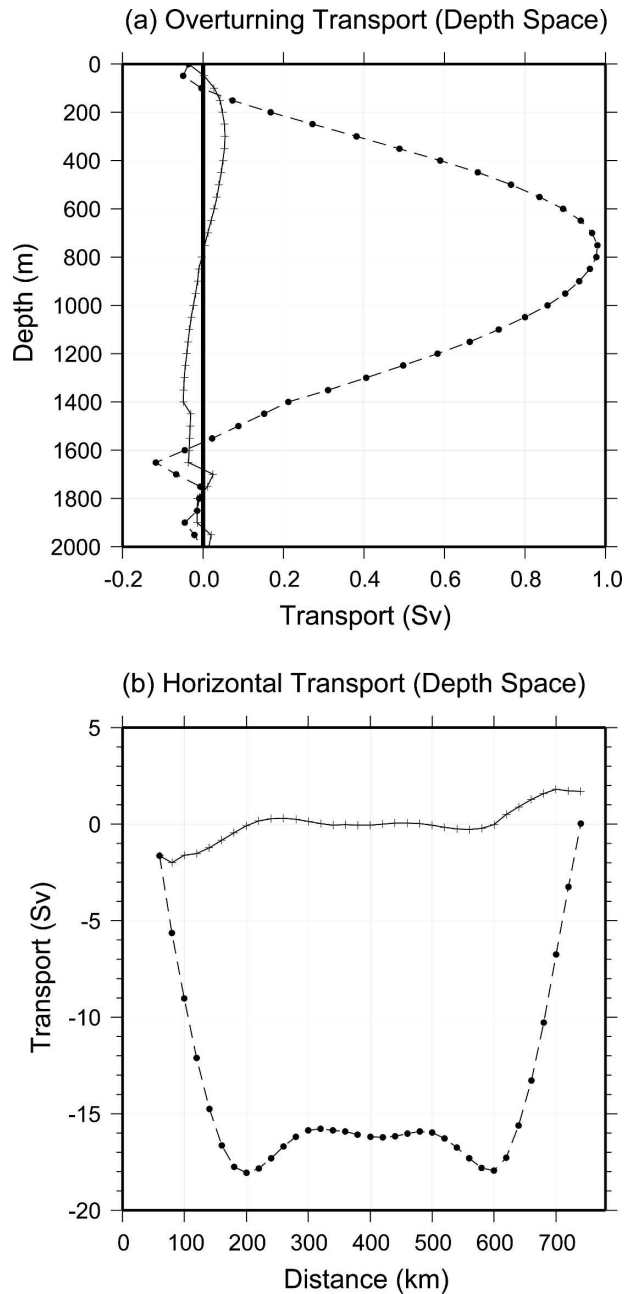 (a) Overturning Transport (Depth Space)
0
200
400
600
800
1000
1200
1400
1600
1800
2000
Depth (m)
-0.2 0.0 0.2 0.4 0.6 0.8 1.0
Transport (Sv)
(b) Horizontal Transport (Depth Space)
5
0
-5
-10
-15
-20
Transport (Sv)
0 100 200 300 400 500 600 700
Distance (km)